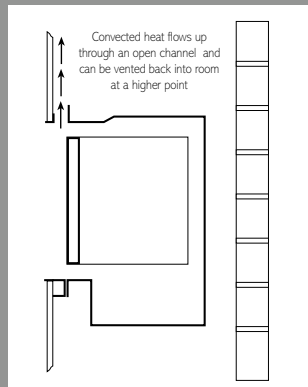 Convected heat flows up
through an open channel and
can be vented back into room
at a higher point